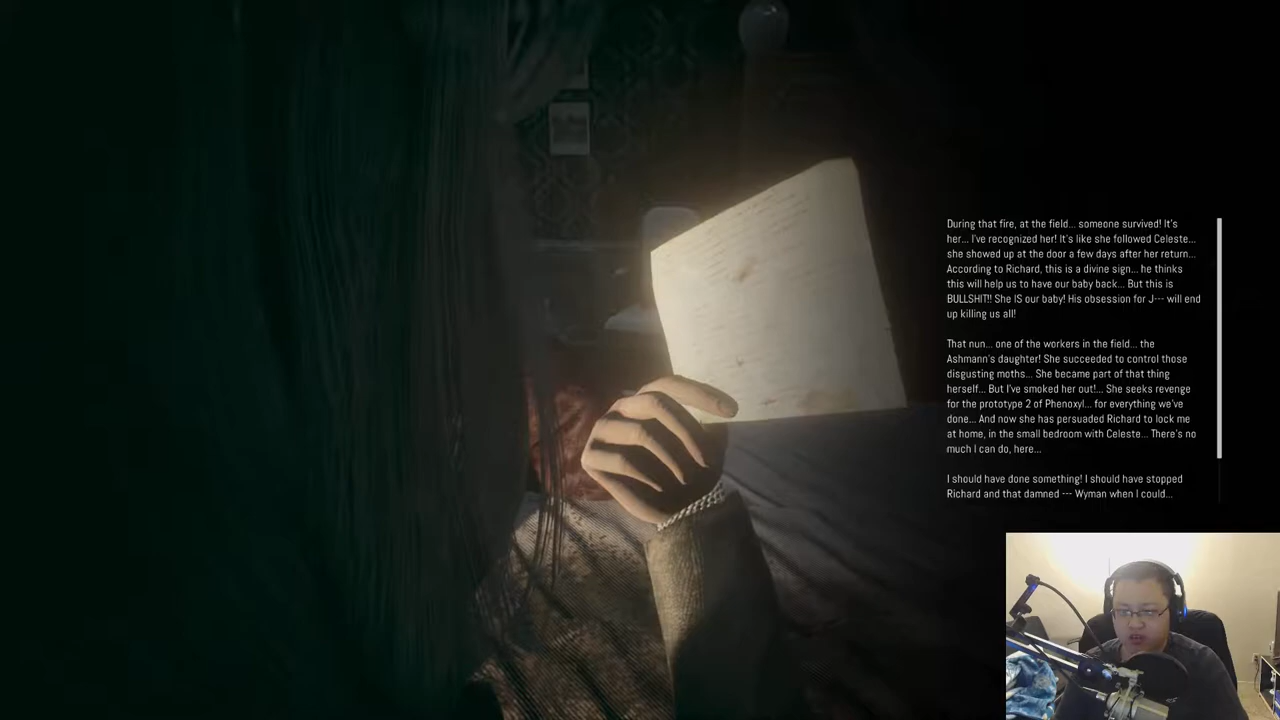 During that fire, at the field... someone survived! It's
her... I've recognized her! It's like she followed Celeste...
she showed up at the door a few days after her return...
According to Richard, this is a divine sign... he thinks
this will help us to have our baby back... But this is
BULLSHIT!! She IS our baby! His obsession for J--- will end
up killing us all!
That nun... one of the workers in the field... the
Ashmann's daughter! She succeeded to control those
disgusting moths... She became part of that thing
herself... But I've smoked her out!... She seeks revenge
for the prototype 2 of Phenoxyl... for everything we've
done... And now she has persuaded Richard to lock me
at home, in the small bedroom with Celeste... There's no
much I can do, here...
I should have done something! I should have stopped
Richard and that damned --- Wyman when I could...